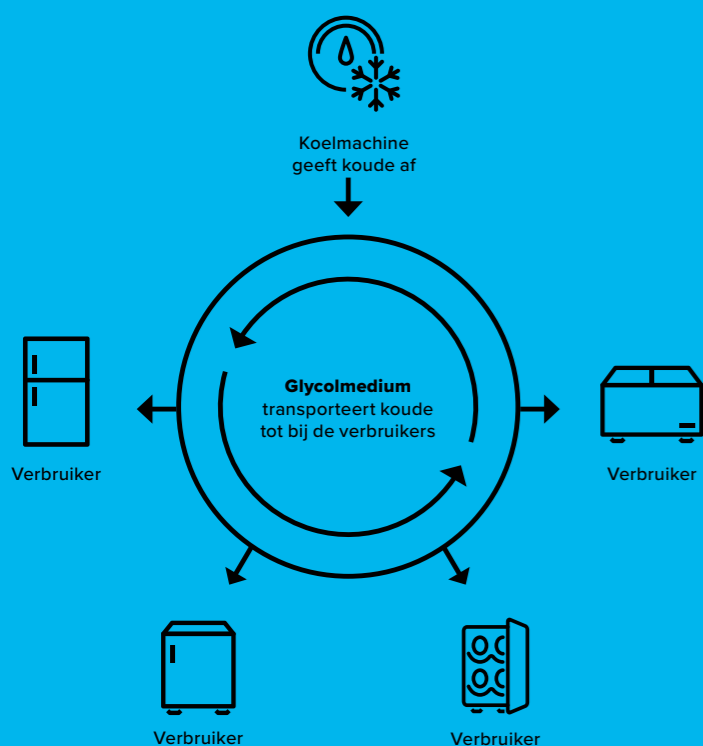 Koelmachine
geeft koude af
Glycolmedium
transporteert koude
tot bij de verbruikers
Verbruiker
Verbruiker
Verbruiker
Verbruiker